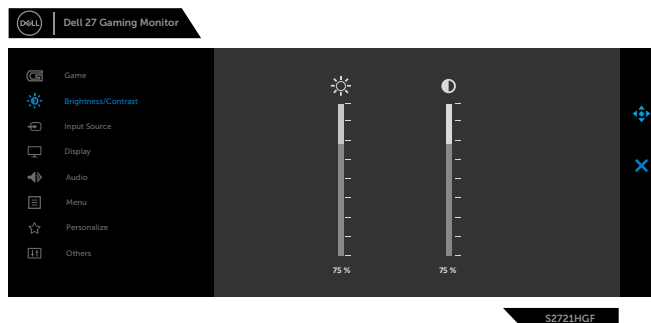 DELL
Dell 27 Gaming Monitor
Game
Brightness/Contrast
Input Source
Display
Audio
Menu
Personalize
Others
75 %
75 %
S2721HGF